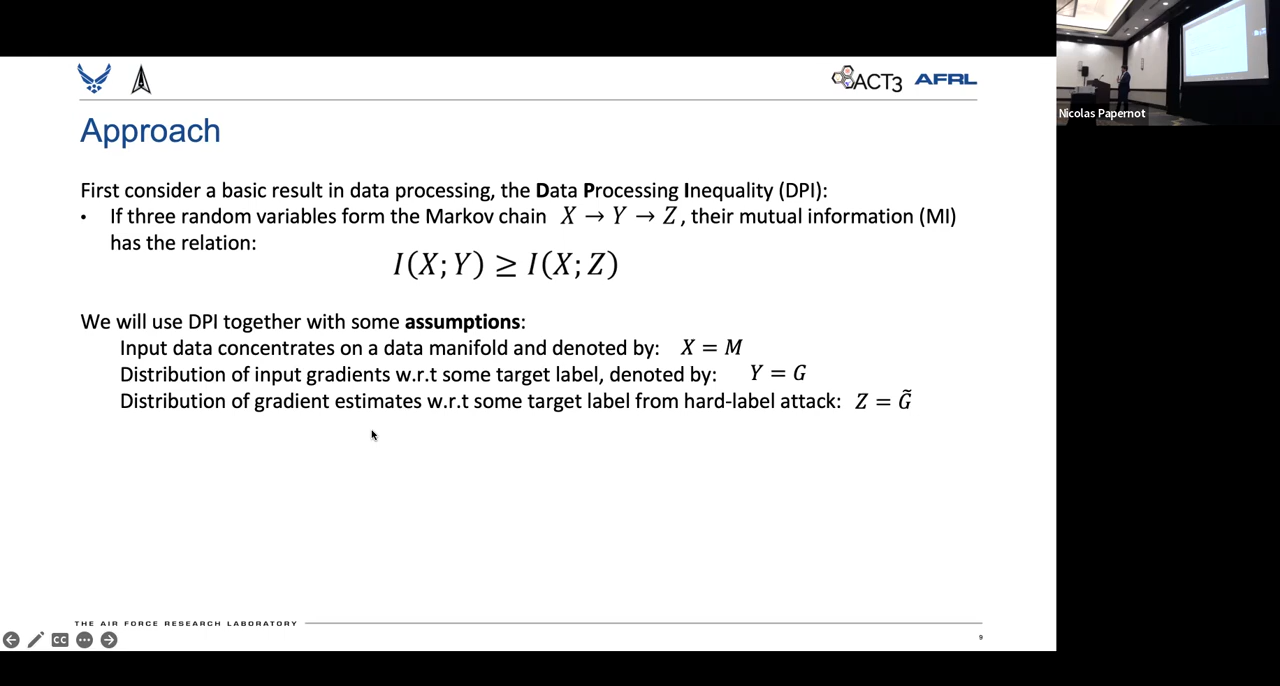 ACT3 AFRL
Nicolas Papernot
Approach
First consider a basic result in data processing, the Data Processing Inequality (DPI):
• If three random variables form the Markov chain X → Y → Z, their mutual information (MI)
has the relation:
I(X; Y) ≥ I(X; Z)
We will use DPI together with some assumptions:
Input data concentrates on a data manifold and denoted by: X = M
Distribution of input gradients w.r.t some target label, denoted by: Y = G
Distribution of gradient estimates w.r.t some target label from hard-label attack: Z = G̃
THE AIR FORCE RESEARCH LABORATORY
9
CC